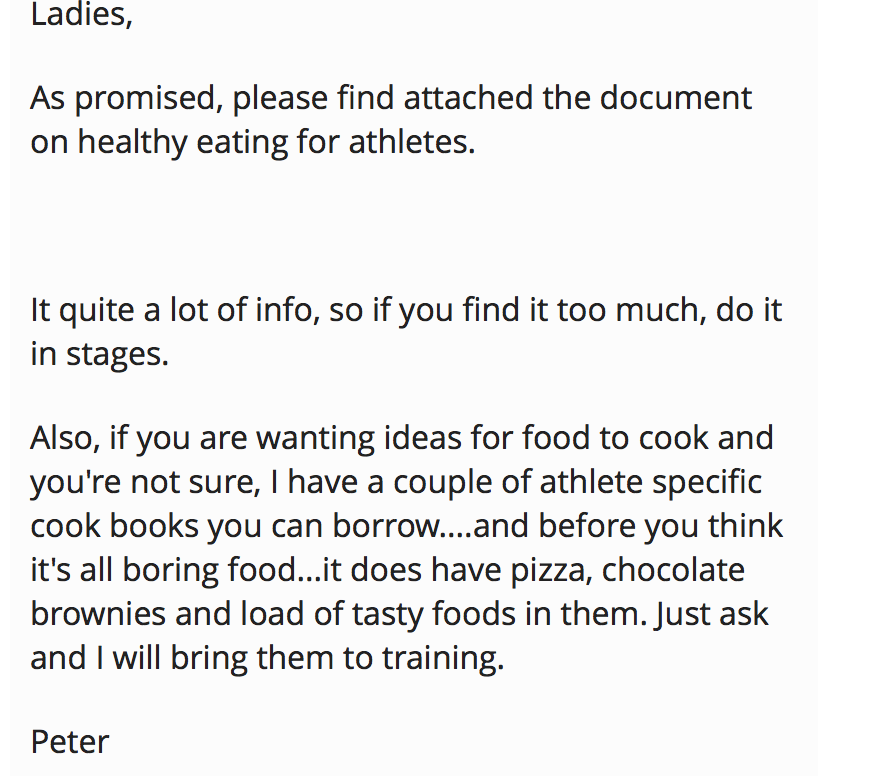 Ladies,
As promised, please find attached the document
on healthy eating for athletes.
It quite a lot of info, so if you find it too much, do it
in stages.
Also, if you are wanting ideas for food to cook and
you're not sure, I have a couple of athlete specific
cook books you can borrow....and before you think
it's all boring food...it does have pizza, chocolate
brownies and load of tasty foods in them. Just ask
and I will bring them to training.
Peter